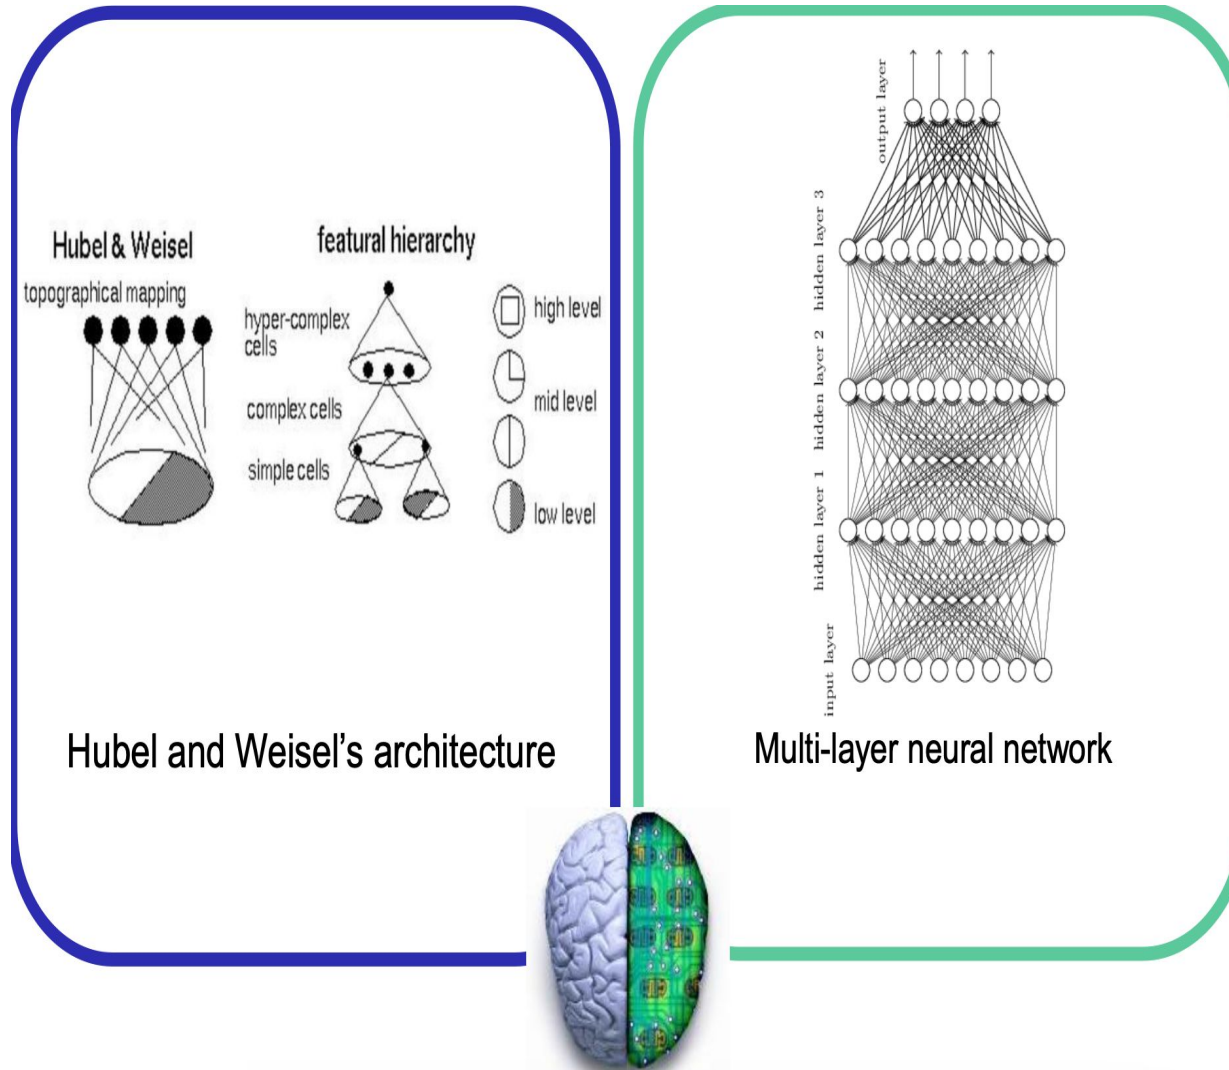 Hubel & Weisel
topographical mapping
featural hierarchy
hyper-complex
cells
complex cells
simple cells
high level
mid level
low level
Hubel and Weisel’s architecture
output layer
hidden layer 3
hidden layer 2
hidden layer 1
input layer
Multi-layer neural network